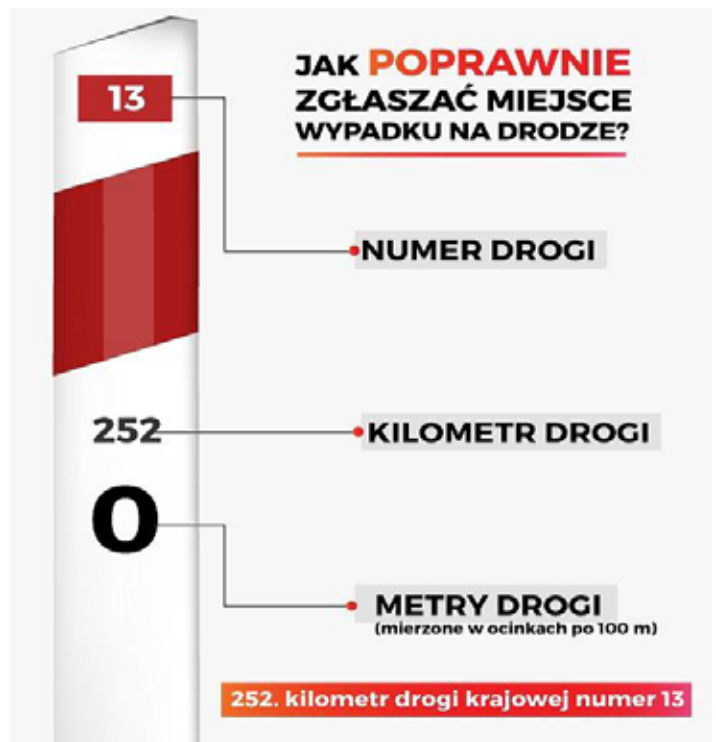 JAK POPRAWNIE
ZGŁASZAĆ MIEJSCE
WYPADKU NA DRODZE?
13
NUMER DROGI
252
KILOMETR DROGI
0
METRY DROGI
(mierzone w ocinkach po 100 m)
252. kilometr drogi krajowej numer 13